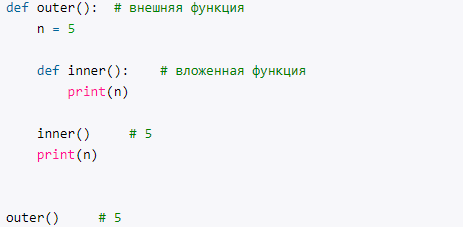 def outer():  # внешняя функция
    n = 5
    def inner():    # вложенная функция
        print(n)
    inner()     # 5
    print(n)
outer()     # 5